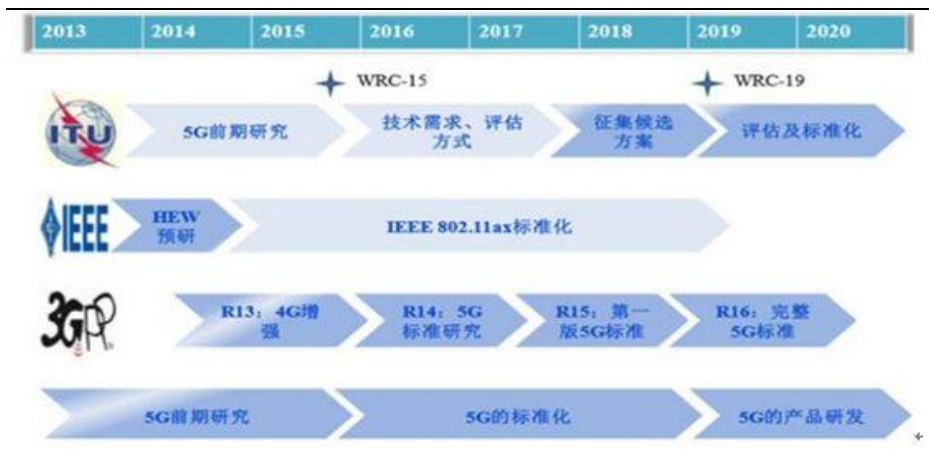 2013 2014 2015 2016 2017 2018 2019 2020
WRC-15 WRC-19
ITU
5G前期研究
技术需求、评估
方式
征集候选
方案
评估及标准化
IEEE
HEW
预研
IEEE 802.11ax标准化
3GPP
R13：4G增
强
R14：5G
标准研究
R15：第一
版5G标准
R16：完整
5G标准
5G前期研究
5G的标准化
5G的产品研发